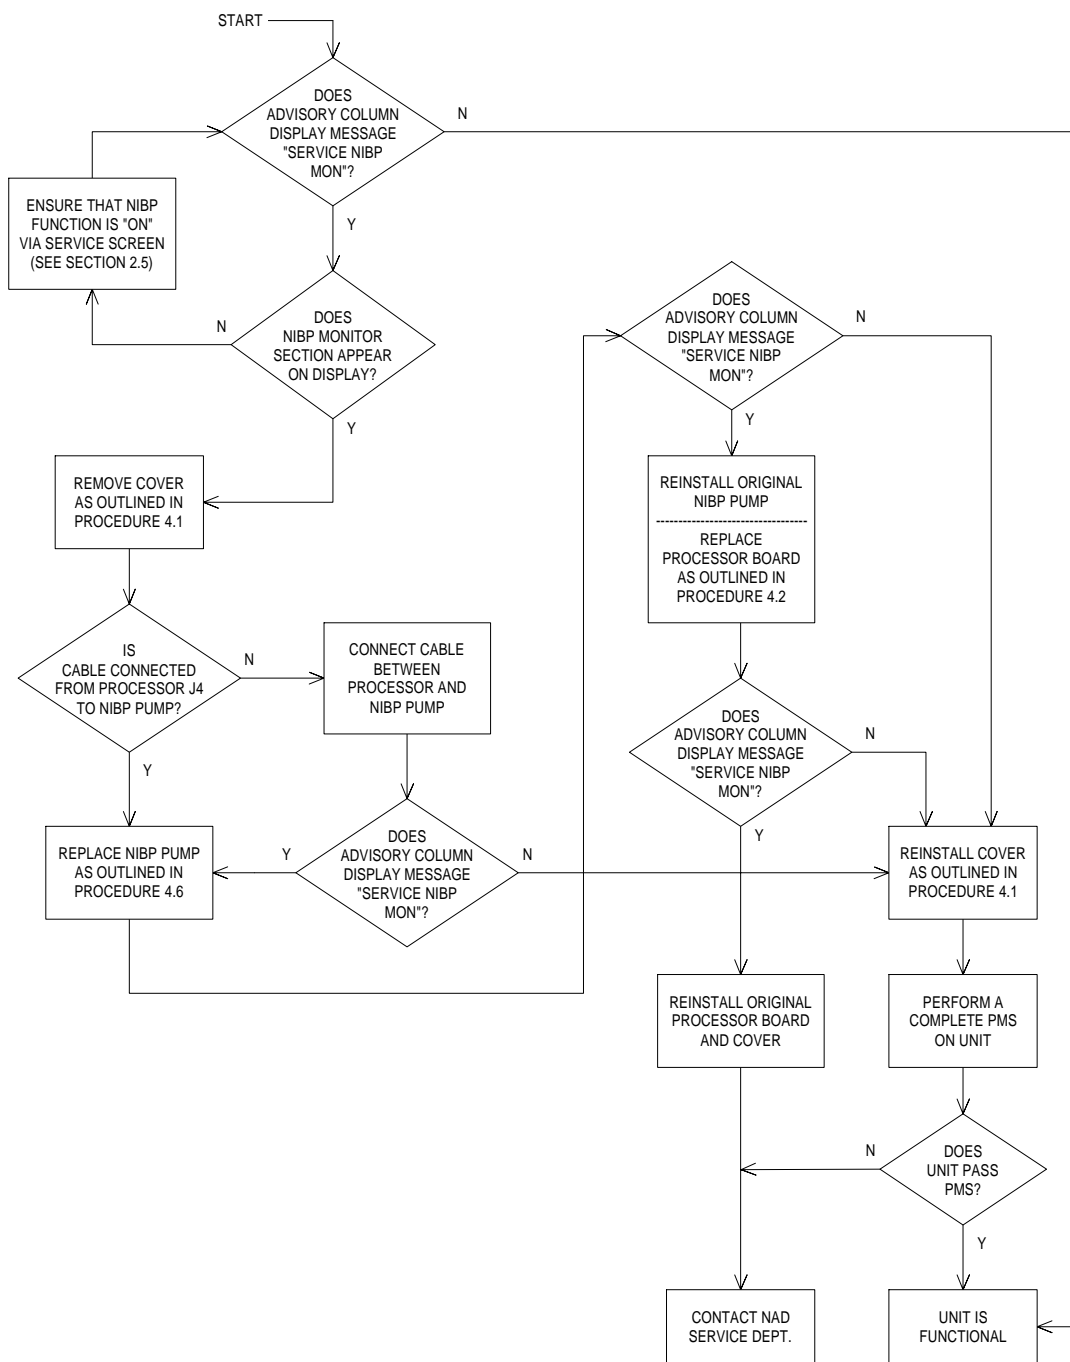 START
DOES
ADVISORY COLUMN
DISPLAY MESSAGE
"SERVICE NIBP
MON"?
N
Y
ENSURE THAT NIBP
FUNCTION IS "ON"
VIA SERVICE SCREEN
(SEE SECTION 2.5)
DOES
NIBP MONITOR
SECTION APPEAR
ON DISPLAY?
N
Y
REMOVE COVER
AS OUTLINED IN
PROCEDURE 4.1
IS
CABLE CONNECTED
FROM PROCESSOR J4
TO NIBP PUMP?
N
Y
CONNECT CABLE
BETWEEN
PROCESSOR AND
NIBP PUMP
REPLACE NIBP PUMP
AS OUTLINED IN
PROCEDURE 4.6
Y
DOES
ADVISORY COLUMN
DISPLAY MESSAGE
"SERVICE NIBP
MON"?
N
DOES
ADVISORY COLUMN
DISPLAY MESSAGE
"SERVICE NIBP
MON"?
N
Y
REINSTALL ORIGINAL
NIBP PUMP
----------------------------------
REPLACE
PROCESSOR BOARD
AS OUTLINED IN
PROCEDURE 4.2
DOES
ADVISORY COLUMN
DISPLAY MESSAGE
"SERVICE NIBP
MON"?
N
Y
REINSTALL COVER
AS OUTLINED IN
PROCEDURE 4.1
REINSTALL ORIGINAL
PROCESSOR BOARD
AND COVER
PERFORM A
COMPLETE PMS
ON UNIT
DOES
UNIT PASS
PMS?
N
Y
CONTACT NAD
SERVICE DEPT.
UNIT IS
FUNCTIONAL